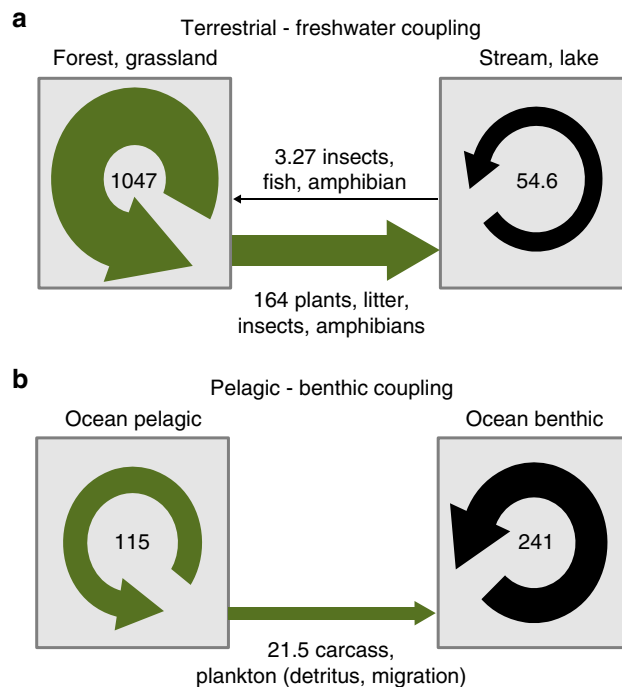 a
Terrestrial - freshwater coupling
Forest, grassland
Stream, lake
1047
3.27 insects,
fish, amphibian
54.6
164 plants, litter,
insects, amphibians
b
Pelagic - benthic coupling
Ocean pelagic
Ocean benthic
115
241
21.5 carcass,
plankton (detritus, migration)